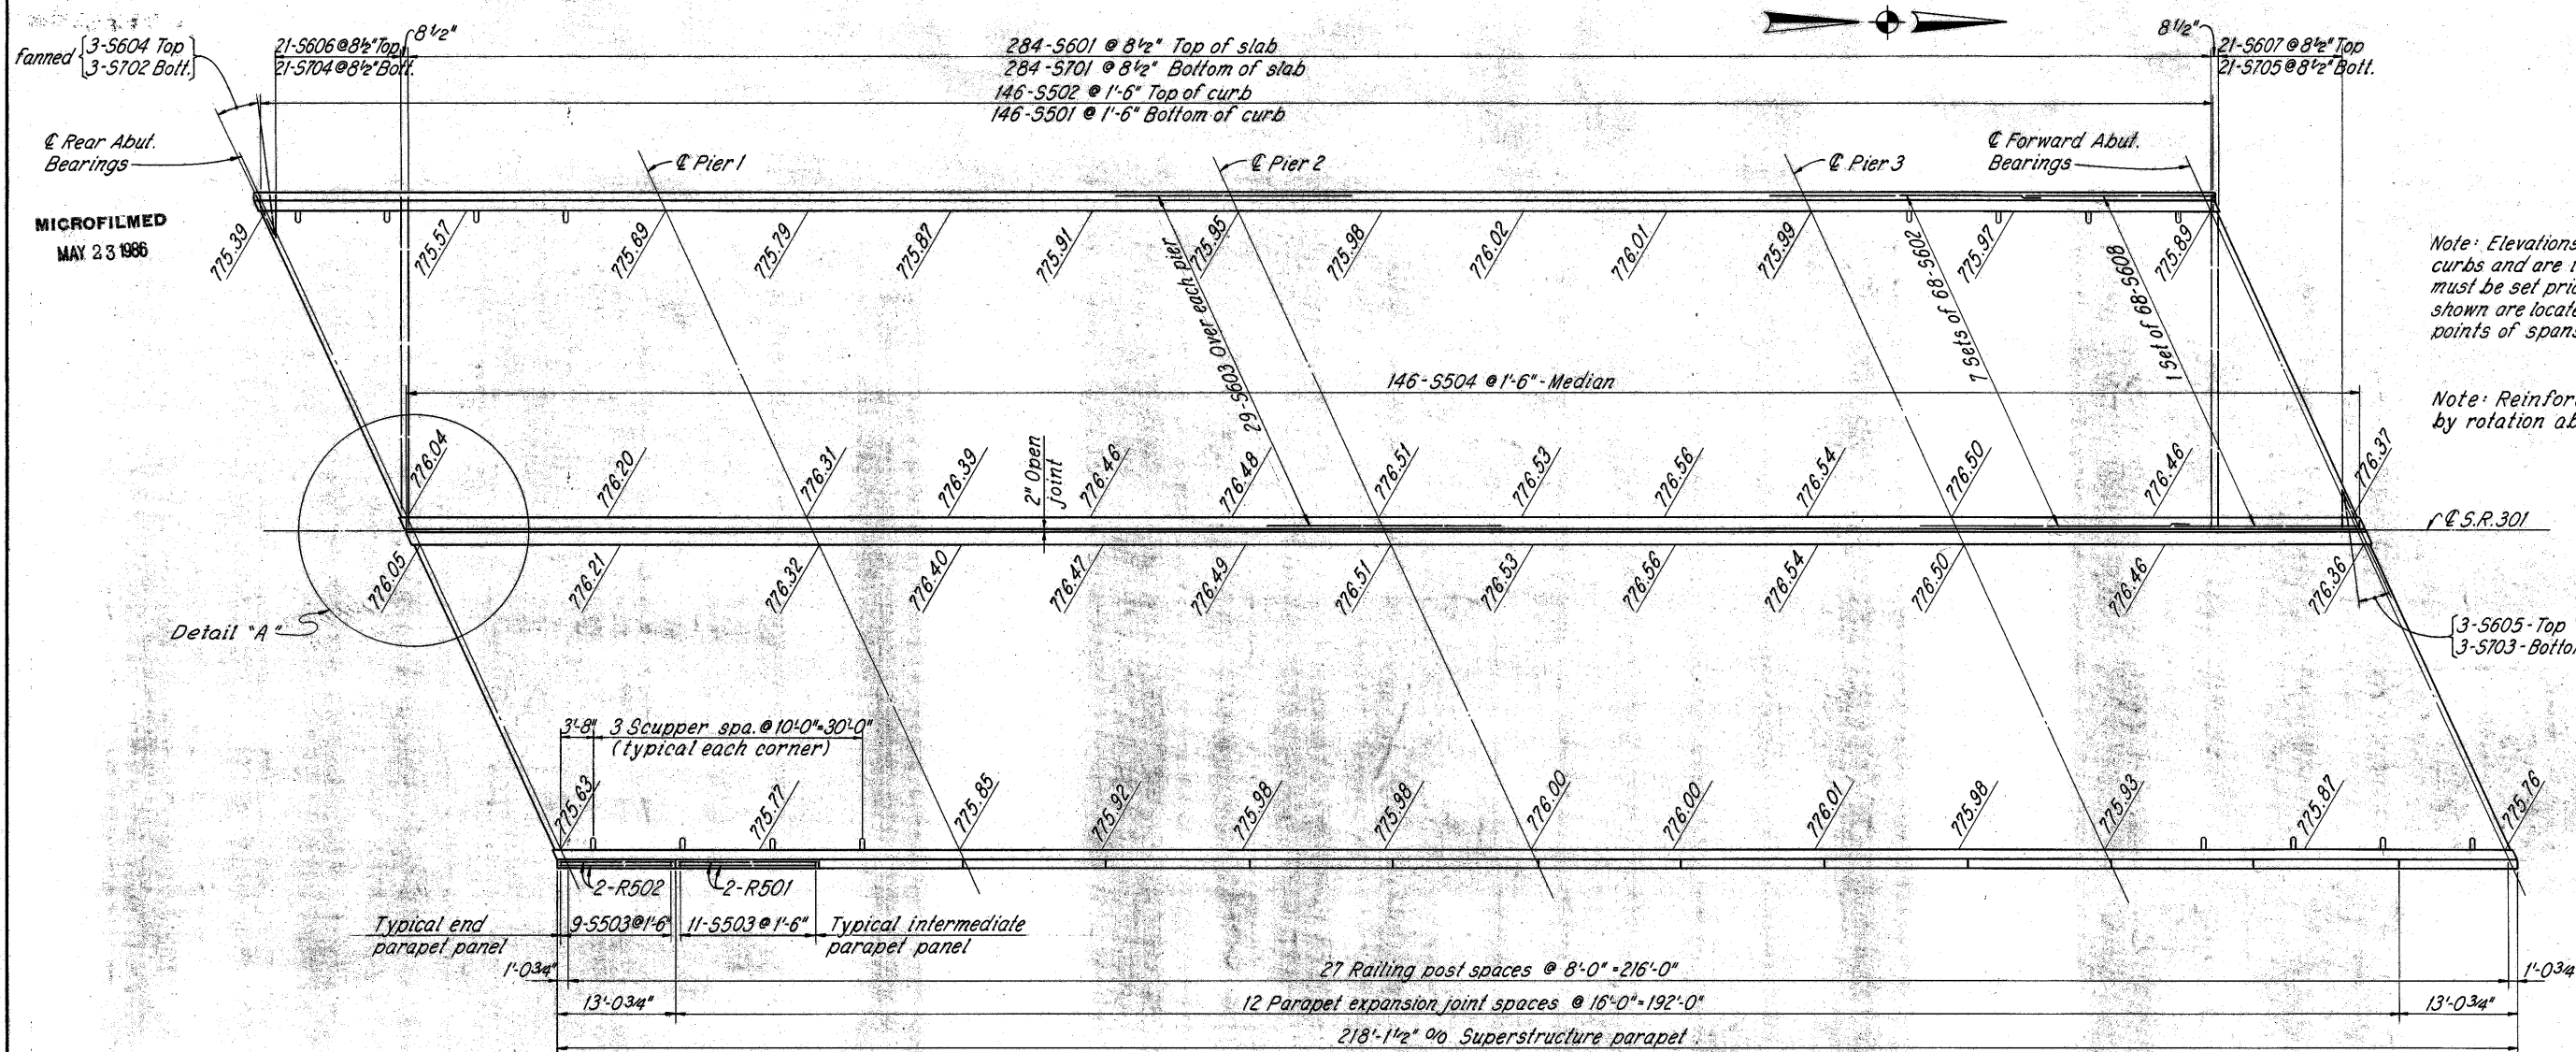 fanned
3-S604 Top
3-S702 Bott.
21-S606@8½" Top
21-S704@8½" Bott.
8½"
284-S601 @ 8½" Top of slab
284-S701 @ 8½" Bottom of slab
146-S502 @ 1'-6" Top of curb
146-S501 @ 1'-6" Bottom of curb
8½"
21-S607@8½" Top
21-S705@8½" Bott.
℄ Rear Abut.
Bearings
℄ Pier 1
℄ Pier 2
℄ Pier 3
℄ Forward Abut.
Bearings
MICROFILMED
MAY 23 1986
775.39
775.57
775.69
775.79
775.87
775.91
775.95
775.98
776.02
776.01
775.99
775.97
775.89
29-S603 Over each pier
7 Sets of 68-S602
1 Set of 68-S608
Note: Elevations
curbs and are
must be set
shown are
points of spans
Note:
by rotation
146-S504 @ 1'-6" - Median
2" Open
joint
776.04
776.20
776.31
776.39
776.46
776.48
776.51
776.53
776.56
776.54
776.50
776.46
776.37
℄ S.R. 301
776.05
776.21
776.32
776.40
776.47
776.49
776.51
776.53
776.56
776.54
776.50
776.46
776.36
Detail "A"
3-S605-Top
3-S703-
3'-8"
3 Scupper spa. @ 10'-0"=30'-0"
(typical each corner)
775.63
775.77
775.85
775.92
775.98
775.98
776.00
776.00
776.01
775.98
775.93
775.87
775.76
2-R502
2-R501
Typical end
parapet panel
9-S503@1'-6"
11-S503@1'-6"
Typical intermediate
parapet panel
1'-0¾"
27 Railing post spaces @ 8'-0" =216'-0"
1'-0¾
13'-0¾"
12 Parapet expansion joint spaces @ 16'-0"=192'-0"
13'-0¾"
218'-1½" o/o Superstructure parapet